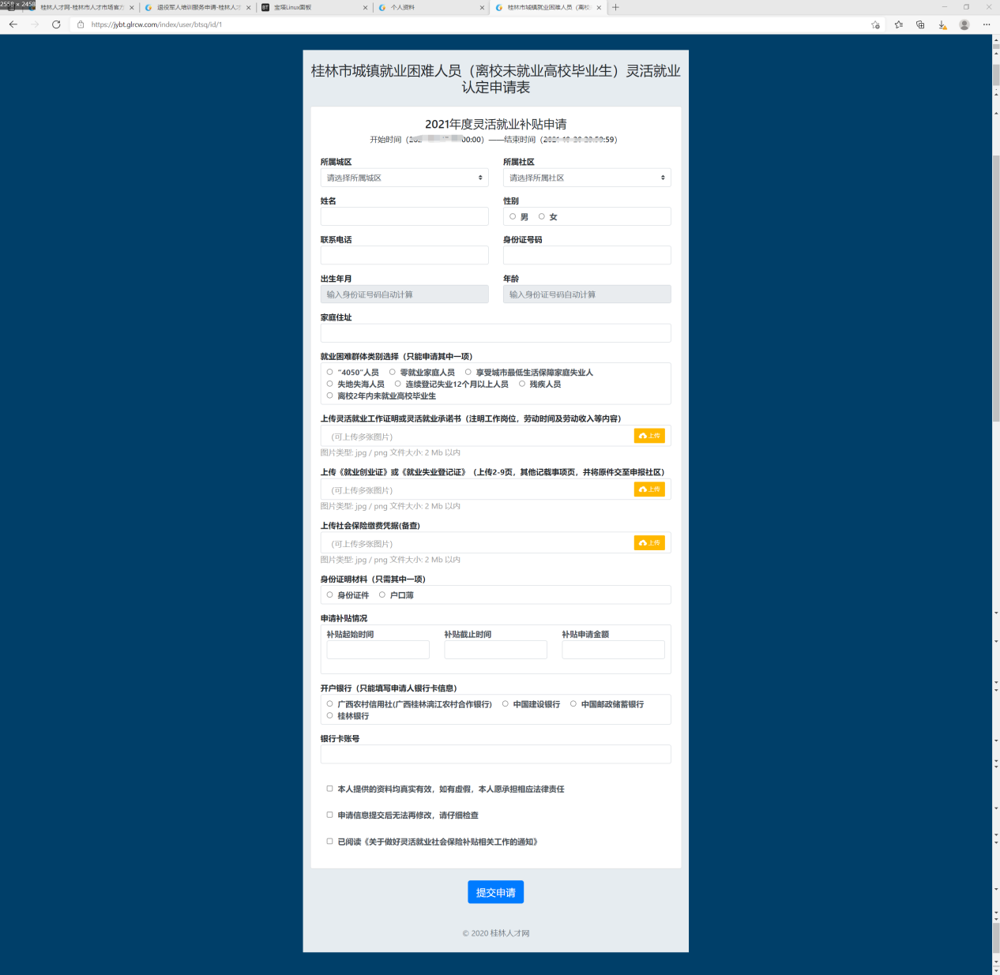 2559 × 2458
桂林人才网-桂林市人才市场官方
退役军人培训服务申请-桂林人才
BT 宝塔Linux面板
个人资料
桂林市城镇就业困难人员（离校
https://jybt.glrcw.com/index/user/btsq/id/1
桂林市城镇就业困难人员（离校未就业高校毕业生）灵活就业
认定申请表
2021年度灵活就业补贴申请
开始时间（ 00:00）——结束时间（ :59）
所属城区 所属社区
请选择所属城区 请选择所属社区
姓名 性别
男 女
联系电话 身份证号码
出生年月 年龄
输入身份证号码自动计算 输入身份证号码自动计算
家庭住址
就业困难群体类别选择（只能申请其中一项）
“4050”人员 零就业家庭人员 享受城市最低生活保障家庭失业人
失地失海人员 连续登记失业12个月以上人员 残疾人员
离校2年内未就业高校毕业生
上传灵活就业工作证明或灵活就业承诺书（注明工作岗位，劳动时间及劳动收入等内容）
（可上传多张图片） 上传
图片类型: jpg / png 文件大小: 2 Mb 以内
上传《就业创业证》或《就业失业登记证》（上传2-9页，其他记载事项页，并将原件交至申报社区）
（可上传多张图片） 上传
图片类型: jpg / png 文件大小: 2 Mb 以内
上传社会保险缴费凭据(备查)
（可上传多张图片） 上传
图片类型: jpg / png 文件大小: 2 Mb 以内
身份证明材料（只需其中一项）
身份证件 户口薄
申请补贴情况
补贴起始时间 补贴截止时间 补贴申请金额
开户银行（只能填写申请人银行卡信息）
广西农村信用社(广西桂林漓江农村合作银行) 中国建设银行 中国邮政储蓄银行
桂林银行
银行卡账号
本人提供的资料均真实有效，如有虚假，本人愿承担相应法律责任
申请信息提交后无法再修改，请仔细检查
已阅读《关于做好灵活就业社会保险补贴相关工作的通知》
提交申请
© 2020 桂林人才网